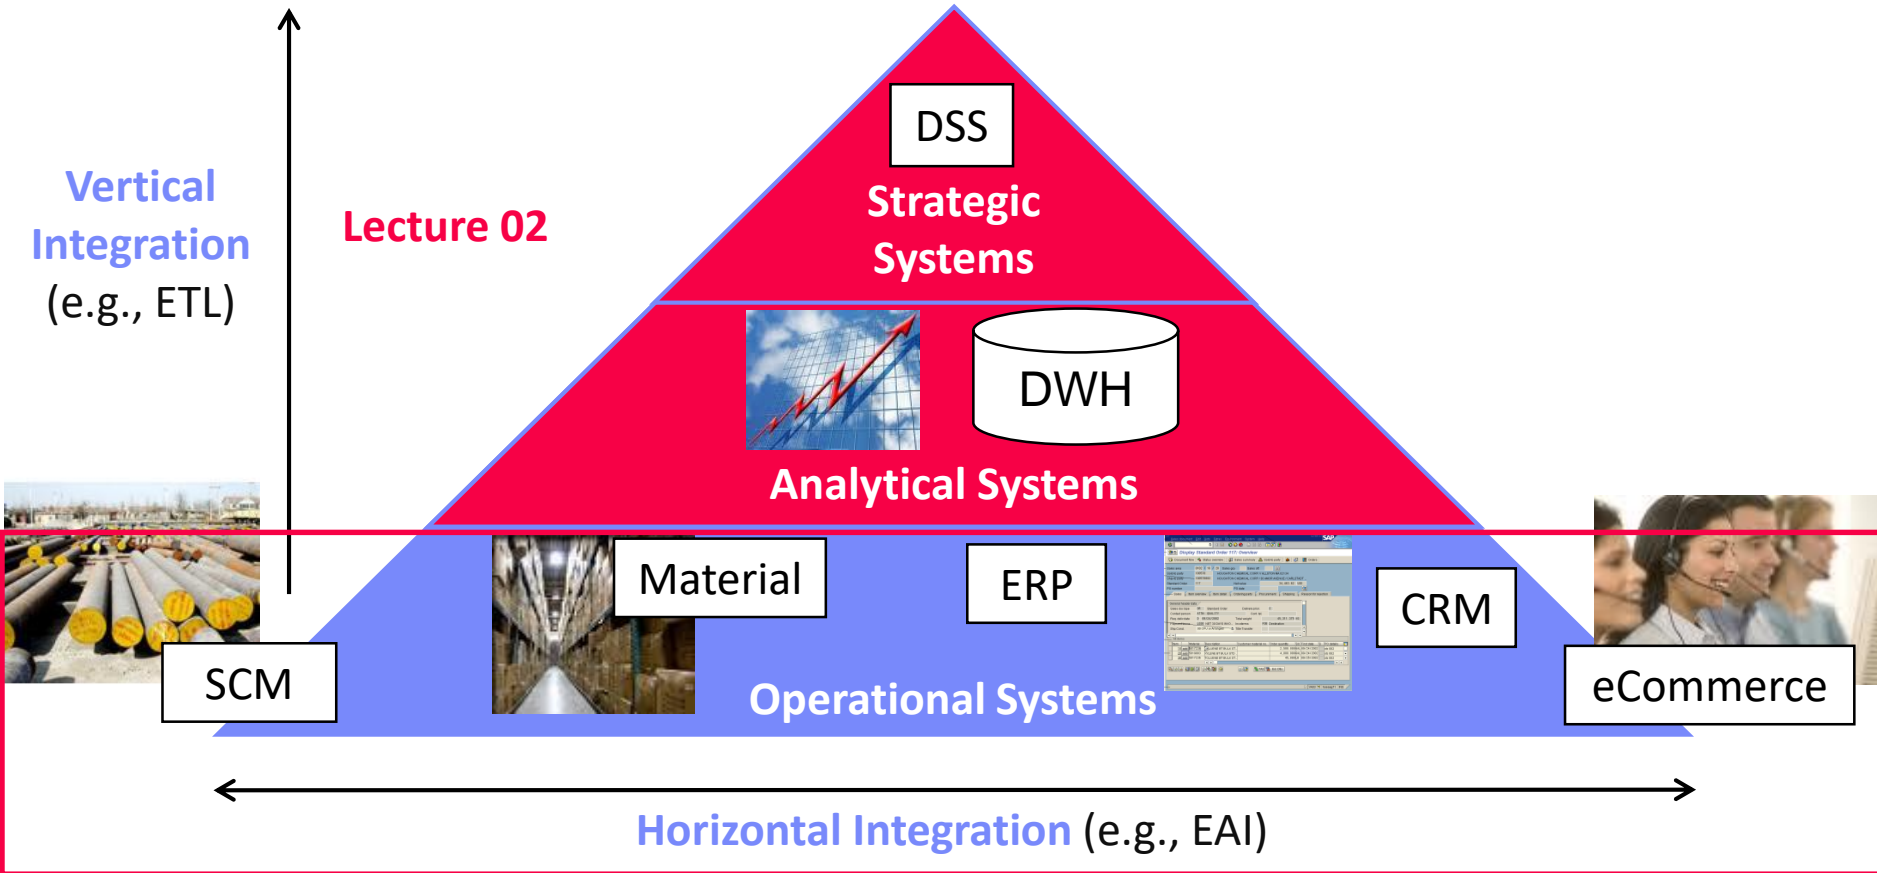 DSS
Vertical
Integration
(e.g., ETL)
Lecture 02
Strategic
Systems
DWH
Analytical Systems
SAP
Material
ERP
CRM
SCM
eCommerce
Operational Systems
Horizontal Integration (e.g., EAI)